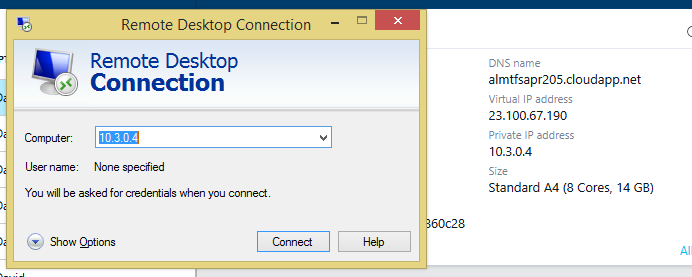 Remote Desktop Connection
Remote Desktop
Connection
Computer:
10.3.0.4
User name:
None specified
You will be asked for credentials when you connect.
Show Options
Connect
Help
DNS name
almtfsapr205.cloudapp.net
Virtual IP address
23.100.67.190
Private IP address
10.3.0.4
Size
Standard A4 (8 Cores, 14 GB)
860c28
All
David